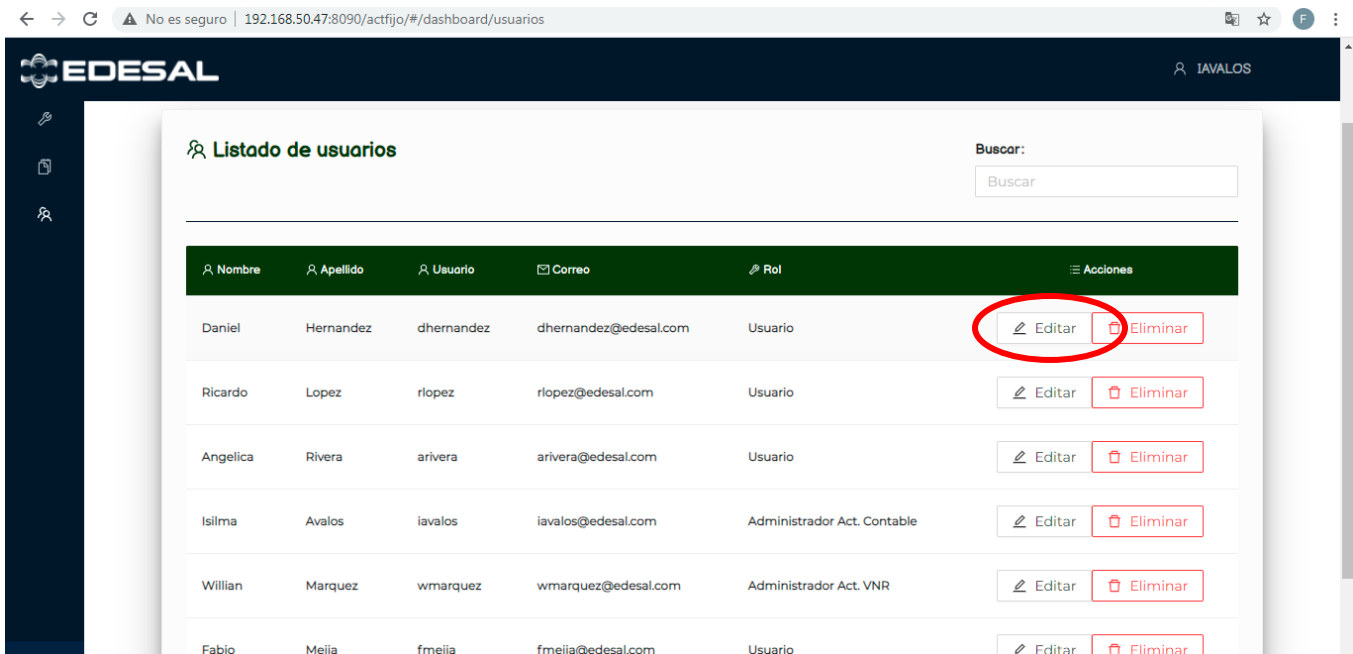 No es seguro | 192.168.50.47:8090/actfijo/#/dashboard/usuarios F
EDESAL IAVALOS
Listado de usuarios Buscar:
Buscar
Nombre Apellido Usuario Correo Rol Acciones
Daniel Hernandez dhernandez dhernandez@edesal.com Usuario Editar Eliminar
Ricardo Lopez rlopez rlopez@edesal.com Usuario Editar Eliminar
Angelica Rivera arivera arivera@edesal.com Usuario Editar Eliminar
Isilma Avalos iavalos iavalos@edesal.com Administrador Act. Contable Editar Eliminar
Willian Marquez wmarquez wmarquez@edesal.com Administrador Act. VNR Editar Eliminar
Fabio Mejia fmejia fmejia@edesal.com Usuario Editar Eliminar